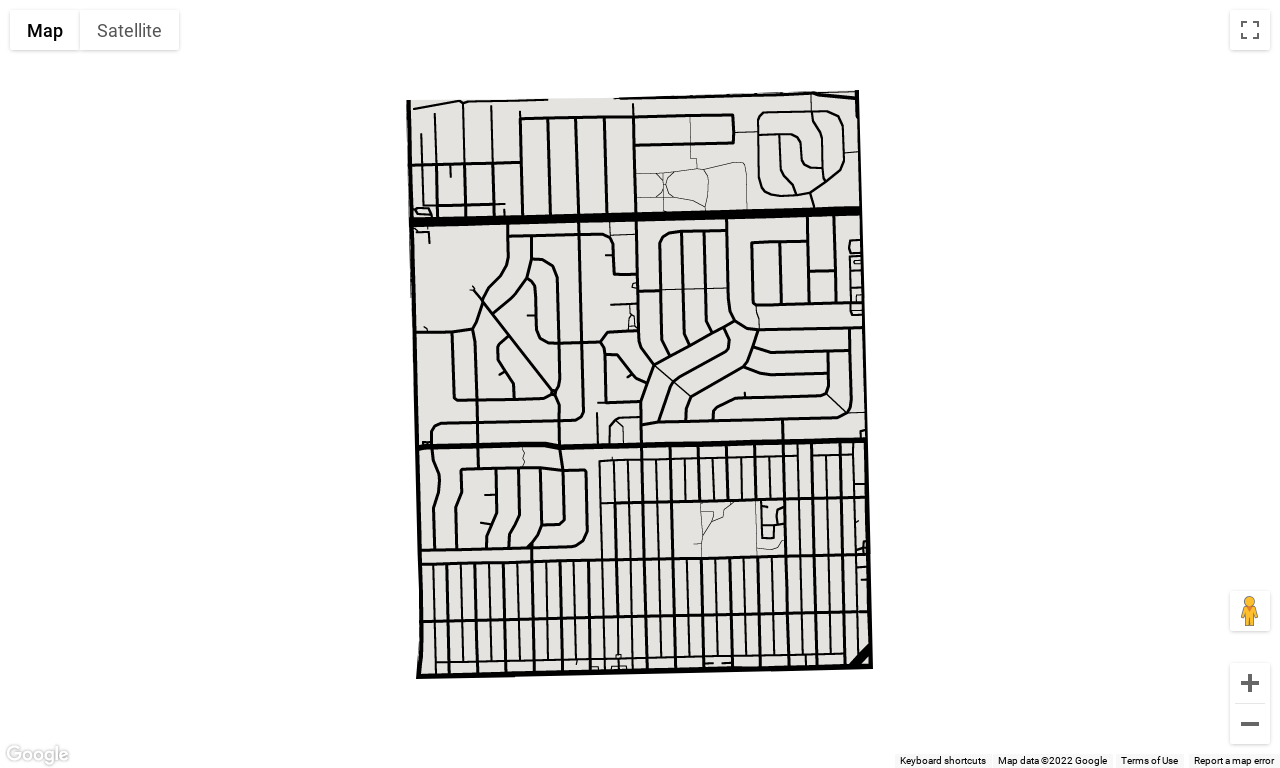 Map Satellite
Google
Keyboard shortcuts Map data ©2022 Google Terms of Use Report a map error